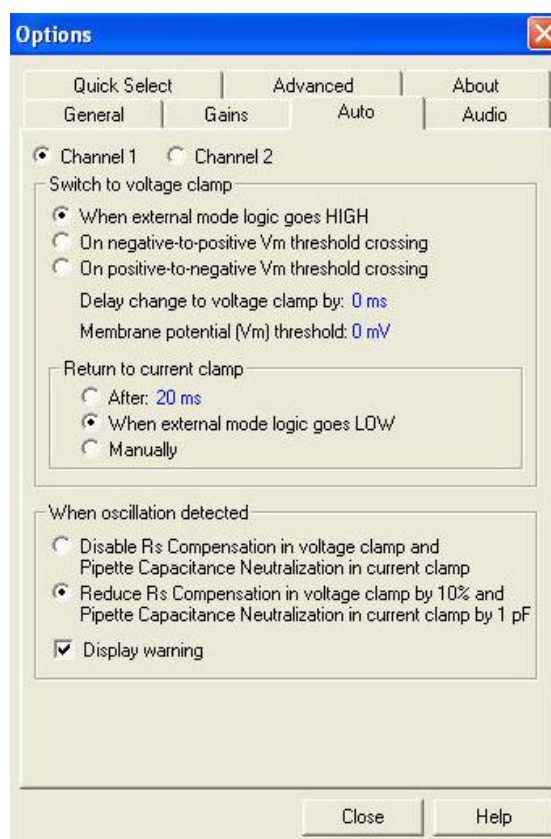 Options
Quick Select Advanced About
General Gains Auto Audio
Channel 1 Channel 2
Switch to voltage clamp
When external mode logic goes HIGH
On negative-to-positive Vm threshold crossing
On positive-to-negative Vm threshold crossing
Delay change to voltage clamp by: 0 ms
Membrane potential (Vm) threshold: 0 mV
Return to current clamp
After: 20 ms
When external mode logic goes LOW
Manually
When oscillation detected
Disable Rs Compensation in voltage clamp and
Pipette Capacitance Neutralization in current clamp
Reduce Rs Compensation in voltage clamp by 10% and
Pipette Capacitance Neutralization in current clamp by 1 pF
Display warning
Close Help